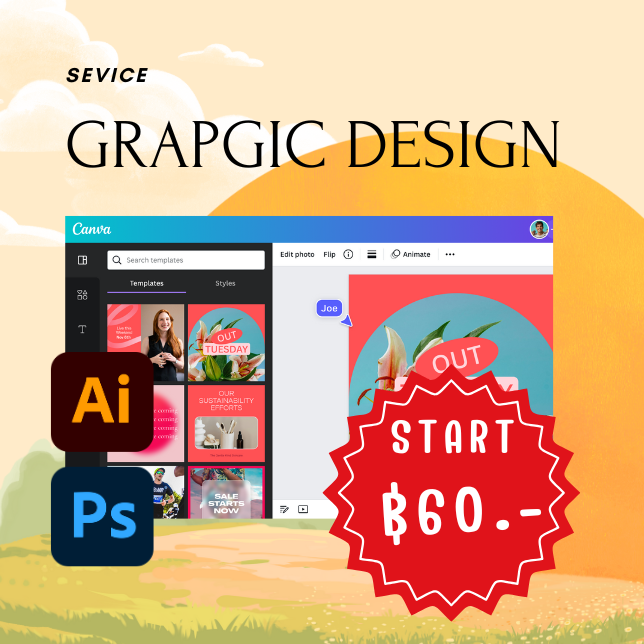 SEVICE
GRAPGIC DESIGN
Canva
Edit photo Flip Animate
Search templates
Templates Styles
Joe
OUT
TUESDAY
OUT
OUR
SUSTAINABILITY
EFFORTS
SALE
STARTS
NOW
Ai
Ps
START
฿60.-